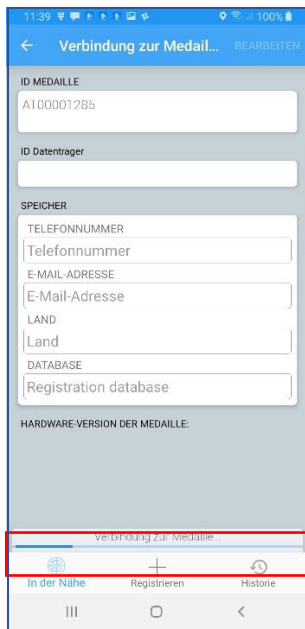 11:39 100%
Verbindung zur Medail... BEARBEITEN
ID MEDAILLE
AT00001285
ID Datentrager
SPEICHER
TELEFONNUMMER
Telefonnummer
E-MAIL-ADRESSE
E-Mail-Adresse
LAND
Land
DATABASE
Registration database
HARDWARE-VERSION DER MEDAILLE:
Verbindung zur Medaille...
In der Nähe Registrieren Historie